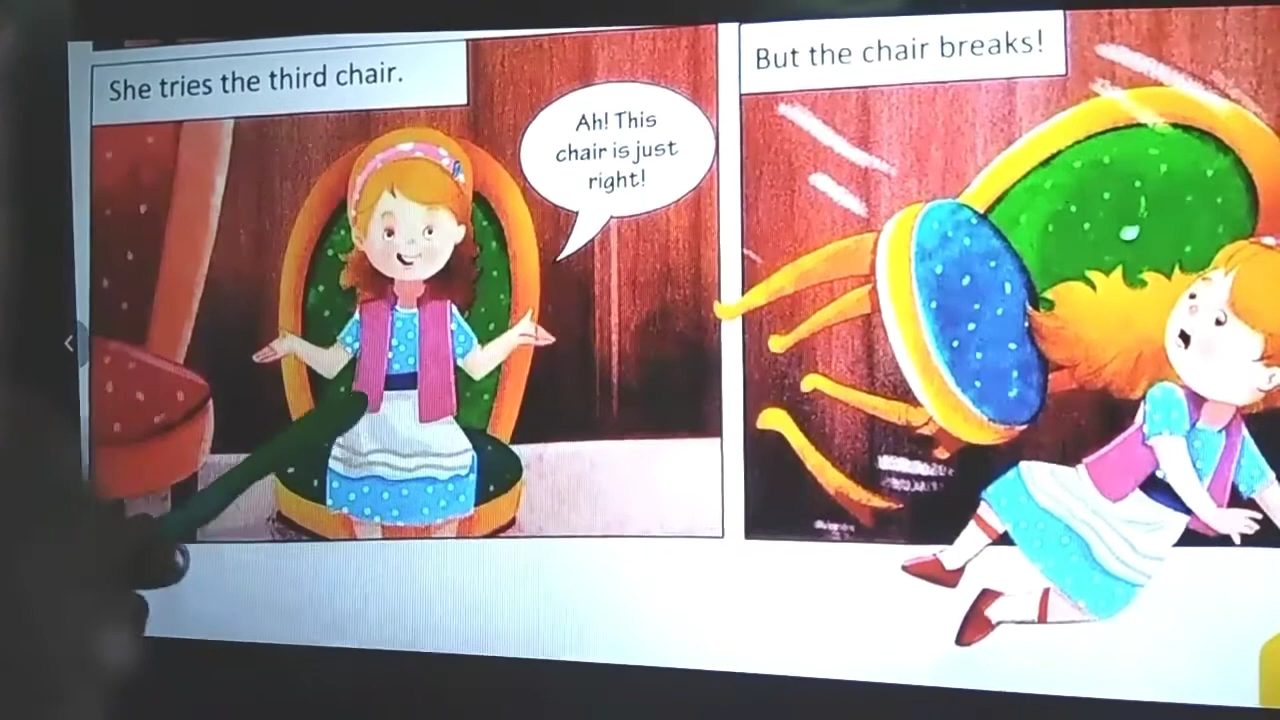 She tries the third chair.
Ah! This
chair is just
right!
But the chair breaks!